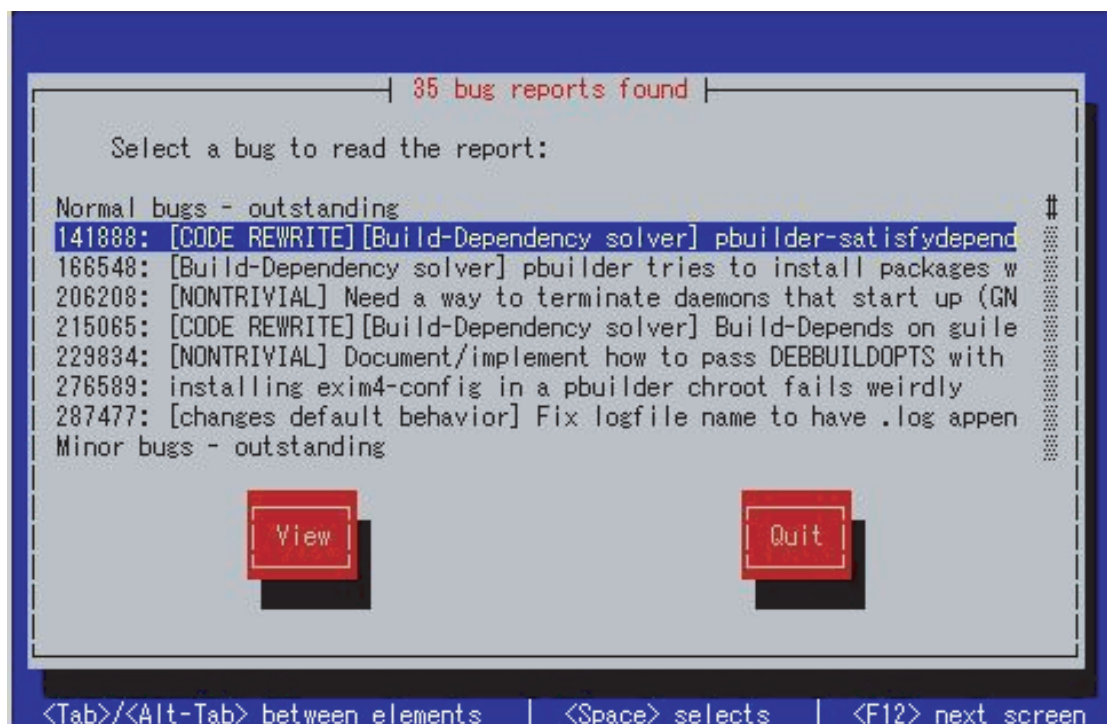 35 bug reports found
Select a bug to read the report:
Normal bugs - outstanding
141888: [CODE REWRITE][Build-Dependency solver] pbuilder-satisfydepend
166548: [Build-Dependency solver] pbuilder tries to install packages w
206208: [NONTRIVIAL] Need a way to terminate daemons that start up (GN
215065: [CODE REWRITE][Build-Dependency solver] Build-Depends on guile
229834: [NONTRIVIAL] Document/implement how to pass DEBBUILDOPTS with
276589: installing exim4-config in a pbuilder chroot fails weirdly
287477: [changes default behavior] Fix logfile name to have .log appen
Minor bugs - outstanding
View Quit
<Tab>/<Alt-Tab> between elements | <Space> selects | <F12> next screen